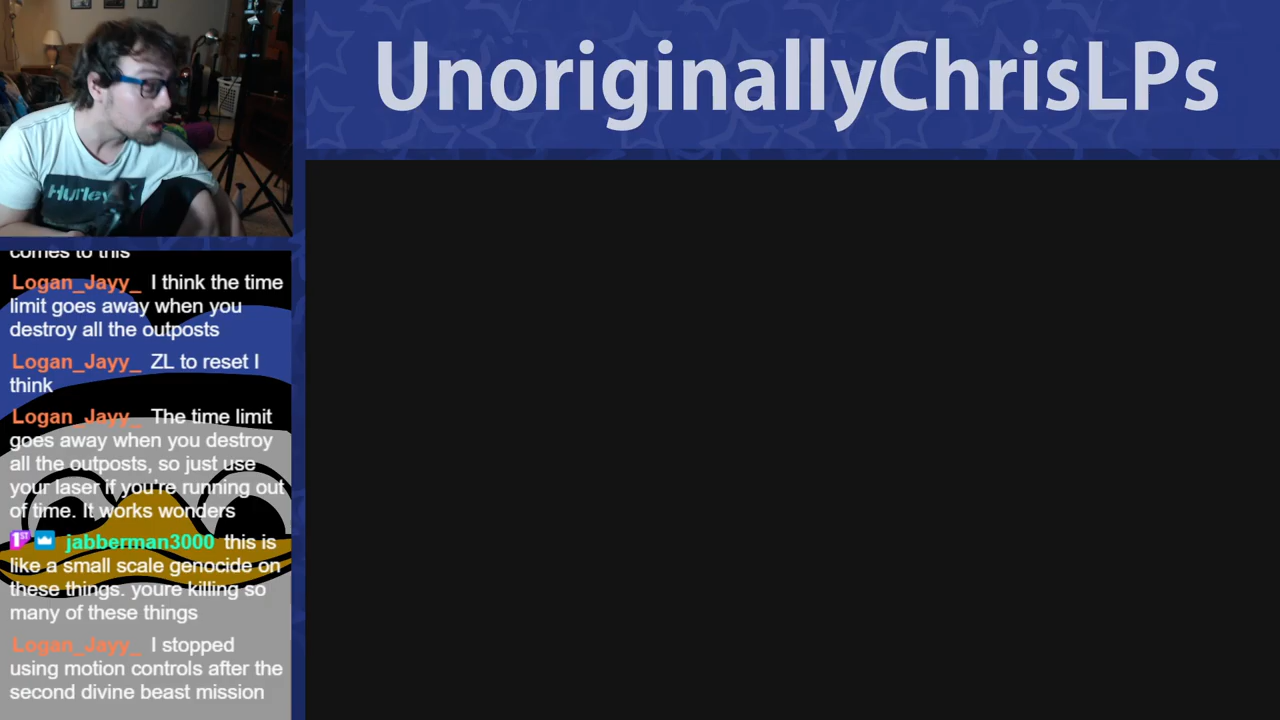 UnoriginallyChrisLPs
Hurley
comes to this
Logan_Jayy_ I think the time
limit goes away when you
destroy all the outposts
Logan_Jayy_ ZL to reset I
think
Logan_Jayy_ The time limit
goes away when you destroy
all the outposts, so just use
your laser if you're running out
of time. It works wonders
1ST jabberman3000 this is
like a small scale genocide on
these things. youre killing so
many of these things
Logan_Jayy_ I stopped
using motion controls after the
second divine beast mission